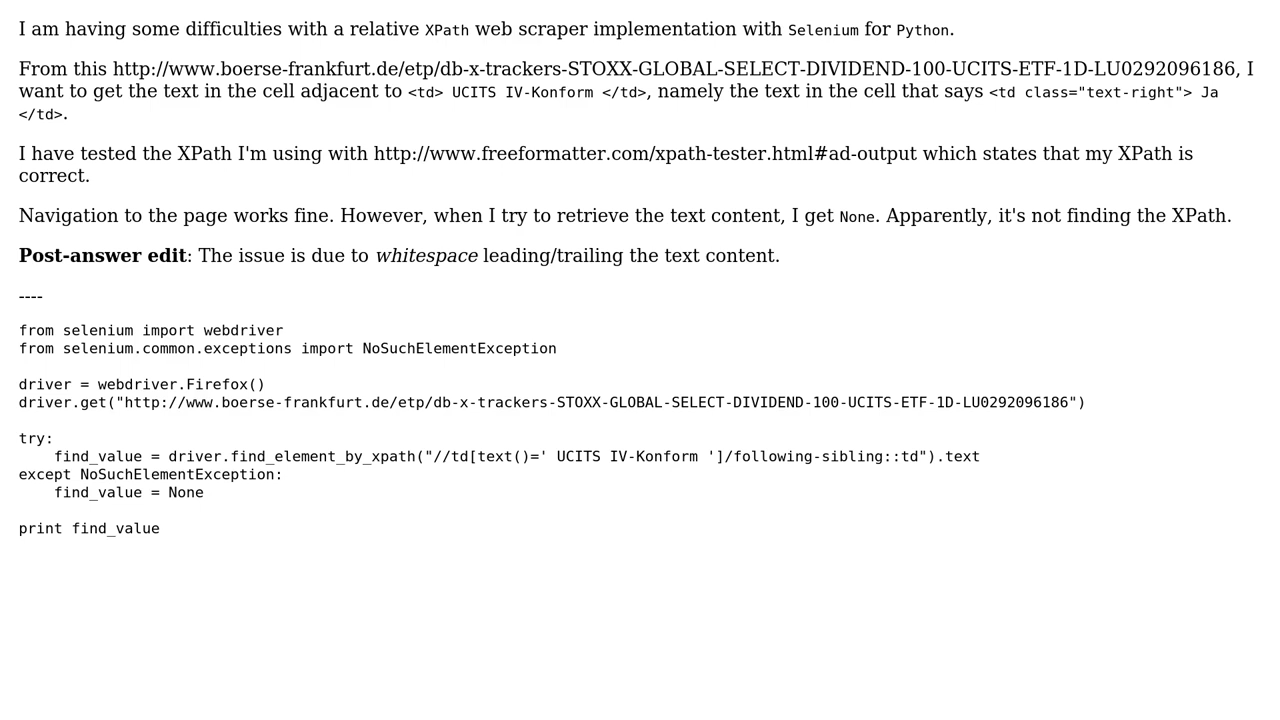 I am having some difficulties with a relative XPath web scraper implementation with Selenium for Python.
From this http://www.boerse-frankfurt.de/etp/db-x-trackers-STOXX-GLOBAL-SELECT-DIVIDEND-100-UCITS-ETF-1D-LU0292096186, I
want to get the text in the cell adjacent to <td> UCITS IV-Konform </td>, namely the text in the cell that says <td class="text-right"> Ja
</td>.
I have tested the XPath I'm using with http://www.freeformatter.com/xpath-tester.html#ad-output which states that my XPath is
correct.
Navigation to the page works fine. However, when I try to retrieve the text content, I get None. Apparently, it's not finding the XPath.
Post-answer edit: The issue is due to whitespace leading/trailing the text content.
----
from selenium import webdriver
from selenium.common.exceptions import NoSuchElementException
driver = webdriver.Firefox()
driver.get("http://www.boerse-frankfurt.de/etp/db-x-trackers-STOXX-GLOBAL-SELECT-DIVIDEND-100-UCITS-ETF-1D-LU0292096186")
try:
    find_value = driver.find_element_by_xpath("//td[text()=' UCITS IV-Konform ']/following-sibling::td").text
except NoSuchElementException:
    find_value = None
print find_value